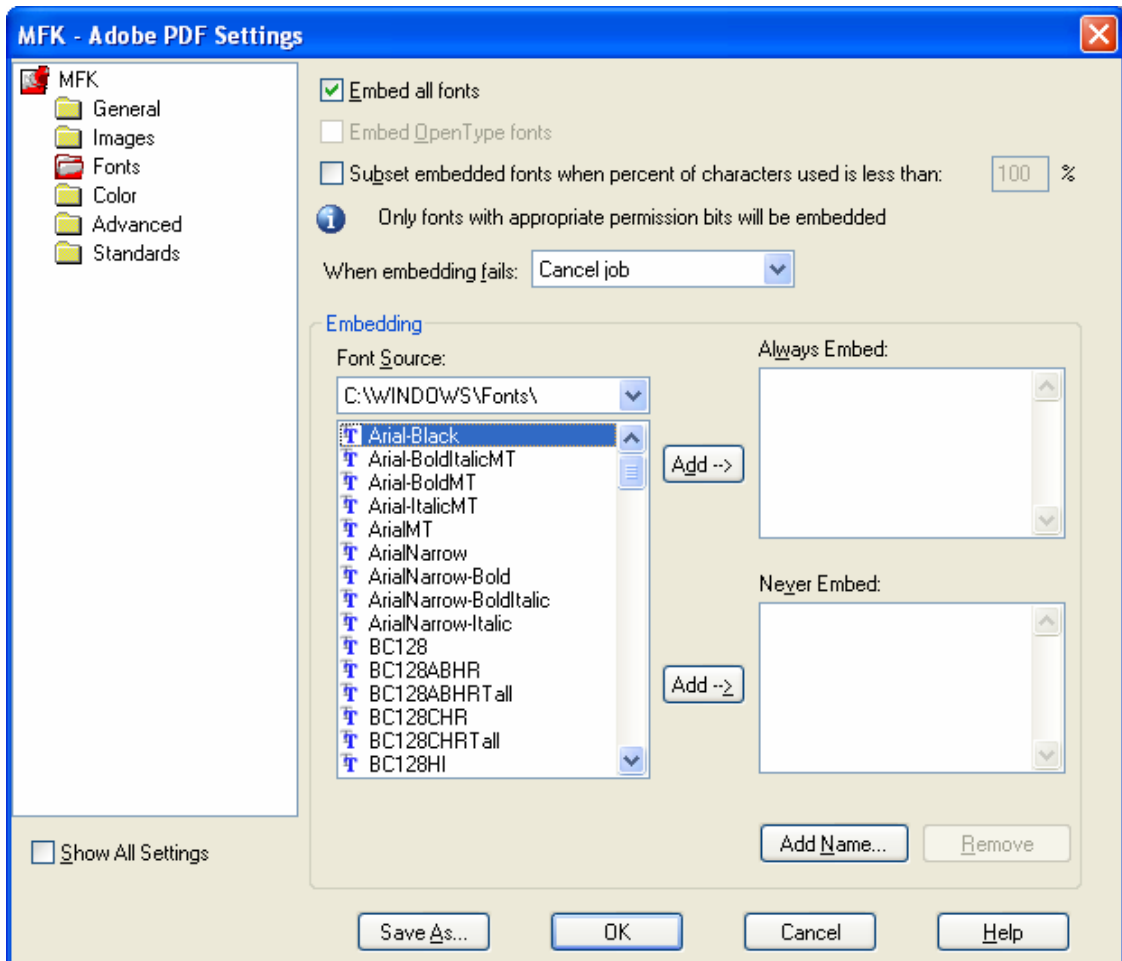 MFK - Adobe PDF Settings
MFK
General
Images
Fonts
Color
Advanced
Standards
Show All Settings
Embed all fonts
Embed OpenType fonts
Subset embedded fonts when percent of characters used is less than: 100 %
Only fonts with appropriate permission bits will be embedded
When embedding fails: Cancel job
Embedding
Font Source:
C:\WINDOWS\Fonts\
Arial-Black
Arial-BoldItalicMT
Arial-BoldMT
Arial-ItalicMT
ArialMT
ArialNarrow
ArialNarrow-Bold
ArialNarrow-BoldItalic
ArialNarrow-Italic
BC128
BC128ABHR
BC128ABHRTall
BC128CHR
BC128CHRTall
BC128HI
Add -->
Add -->
Always Embed:
Never Embed:
Add Name...
Remove
Save As...
OK
Cancel
Help